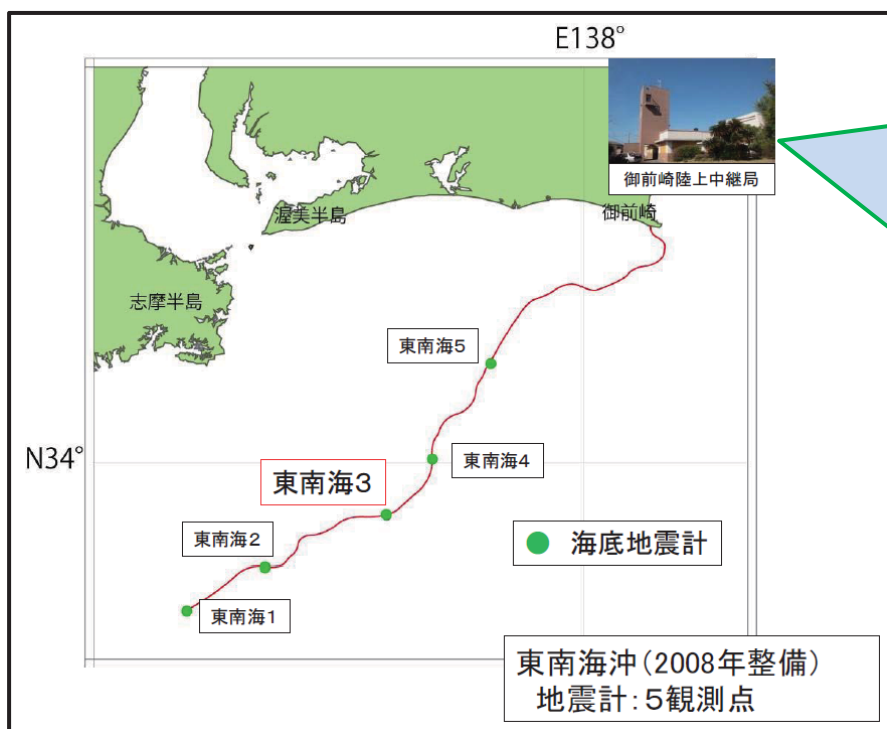 E138°
御前崎陸上中継局
渥美半島
御前崎
志摩半島
東南海5
N34°
東南海4
東南海3
東南海2
海底地震計
東南海1
東南海沖（2008年整備）
地震計：５観測点